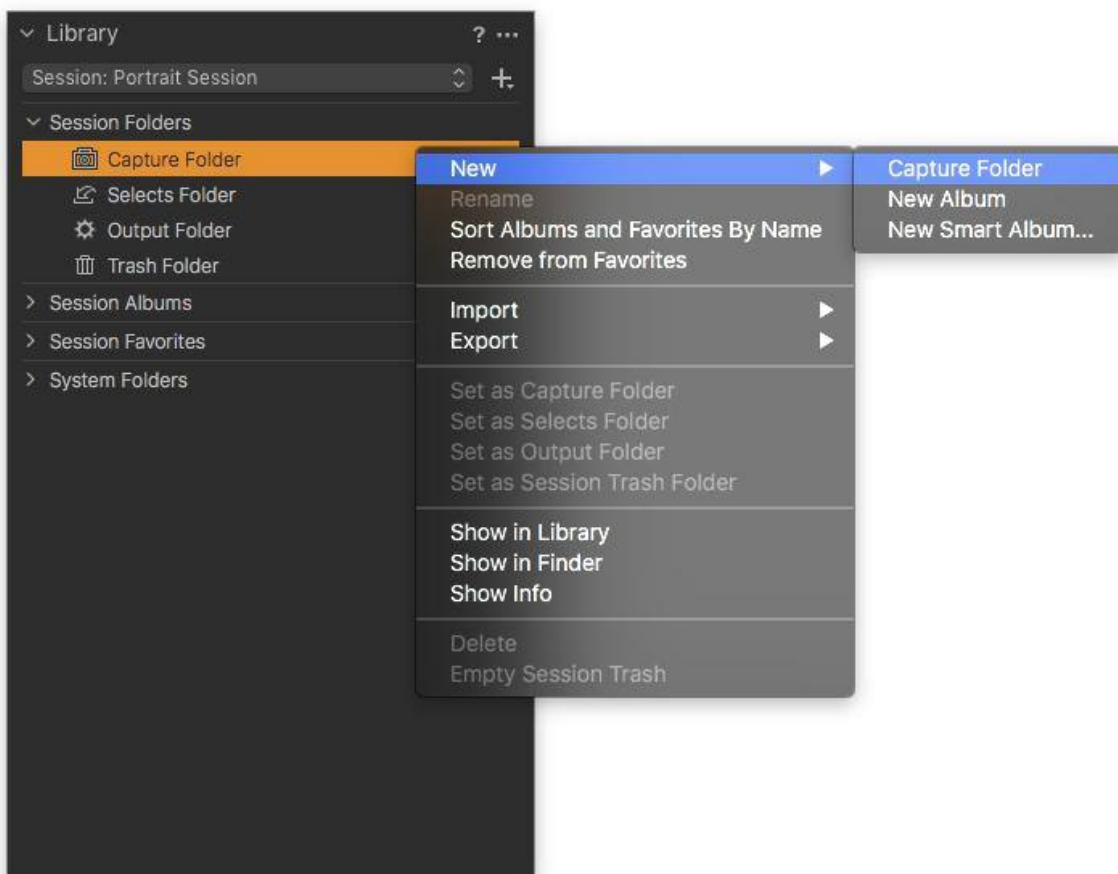 Library
? ...
Session: Portrait Session
Session Folders
Capture Folder
Selects Folder
Output Folder
Trash Folder
Session Albums
Session Favorites
System Folders
New
Rename
Sort Albums and Favorites By Name
Remove from Favorites
Import
Export
Set as Capture Folder
Set as Selects Folder
Set as Output Folder
Set as Session Trash Folder
Show in Library
Show in Finder
Show Info
Delete
Empty Session Trash
Capture Folder
New Album
New Smart Album...